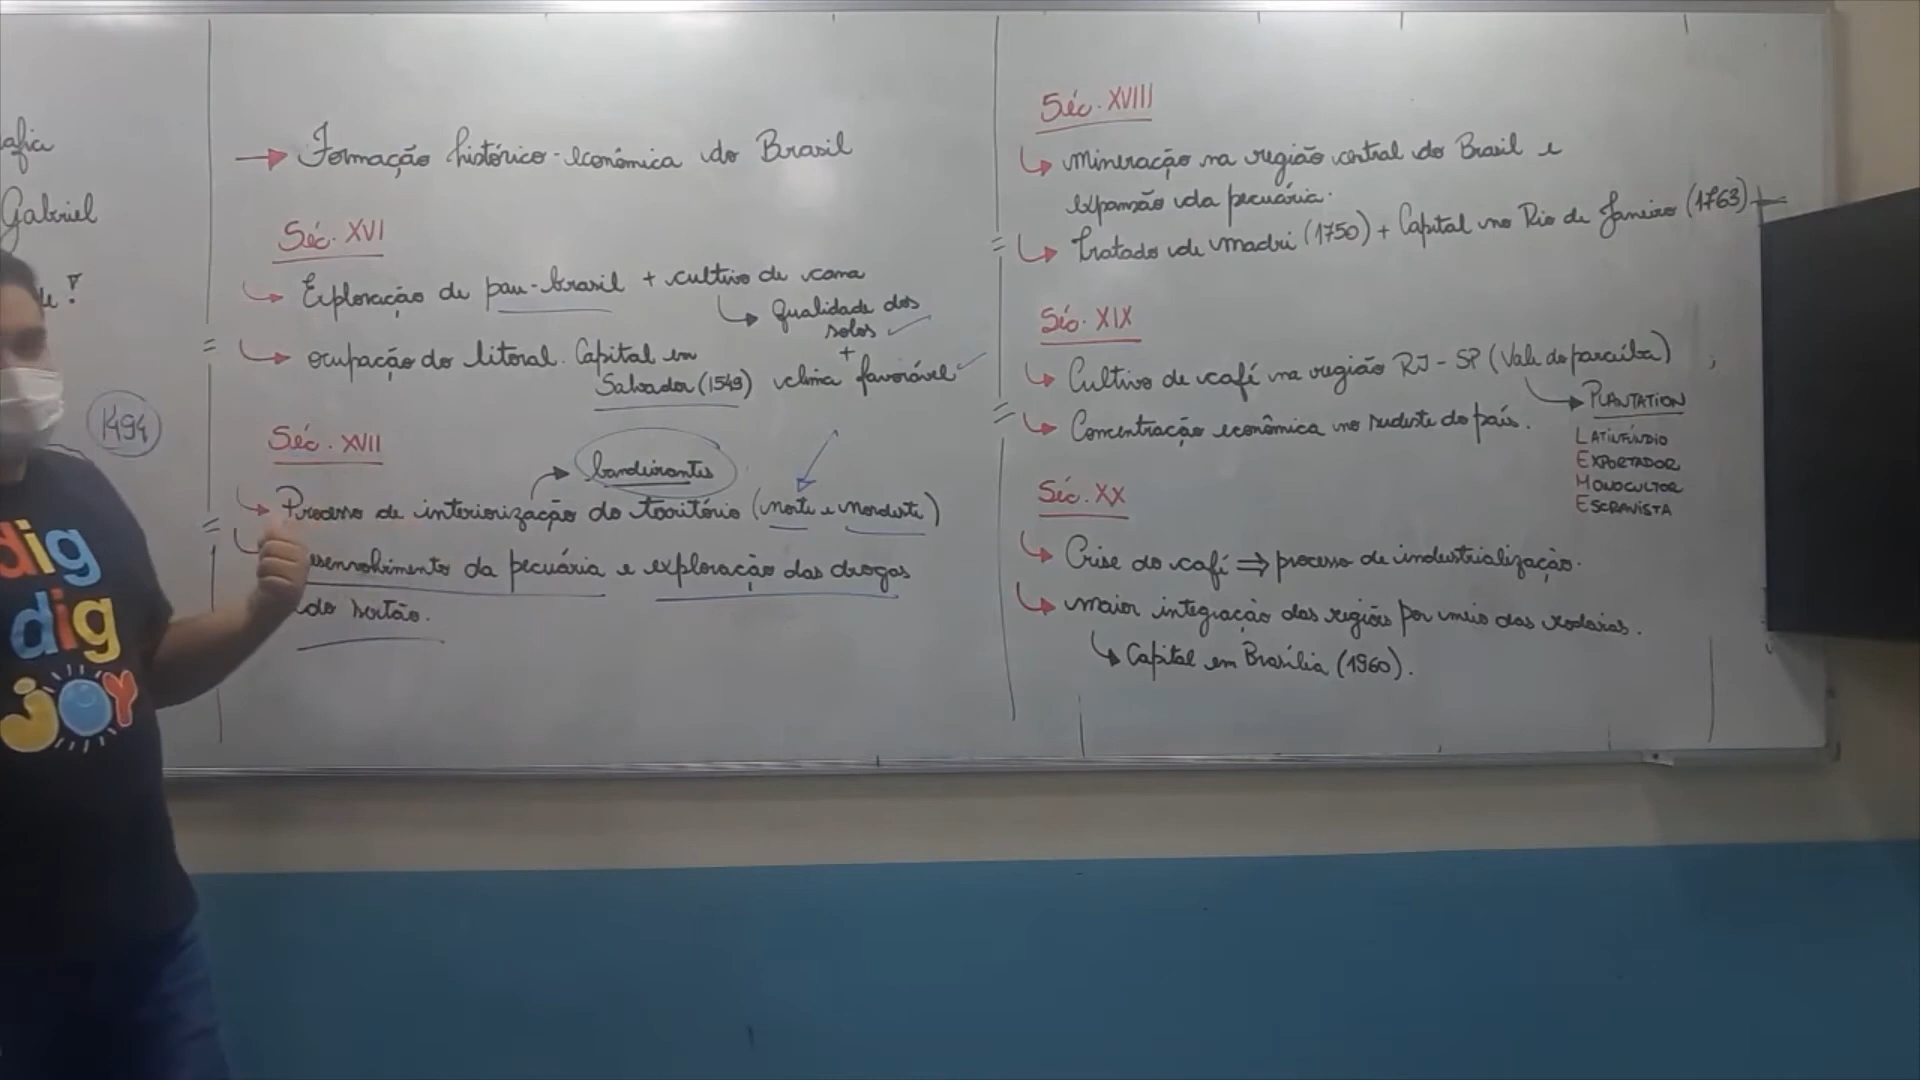 Gabriel
1494
dig
dig
joy
→ Formação histórico-econômica do Brasil
Séc. XVI
↳ Exploração de pau-brasil + cultivo de cana
↳ Qualidade dos
solos
+
clima favorável
↳ ocupação do litoral. Capital em
Salvador (1549)
Séc. XVII
bandeirantes
↳ Processo de interiorização do território (norte e nordeste)
senvolvimento da pecuária e exploração das drogas
do sertão.
Séc. XVIII
↳ Mineração na região central do Brasil e
expansão da pecuária.
↳ Tratado de Madri (1750) + Capital no Rio de Janeiro (1763)
Séc. XIX
↳ Cultivo de café na região RJ - SP (Vale do paraíba)
→ PLANTATION
LATIFÚNDIO
EXPORTADOR
MONOCULTOR
ESCRAVISTA
↳ Concentração econômica no sudeste do país.
Séc. XX
↳ Crise do café ⇒ processo de industrialização.
↳ maior integração das regiões por meio das rodovias.
↳ Capital em Brasília (1960).